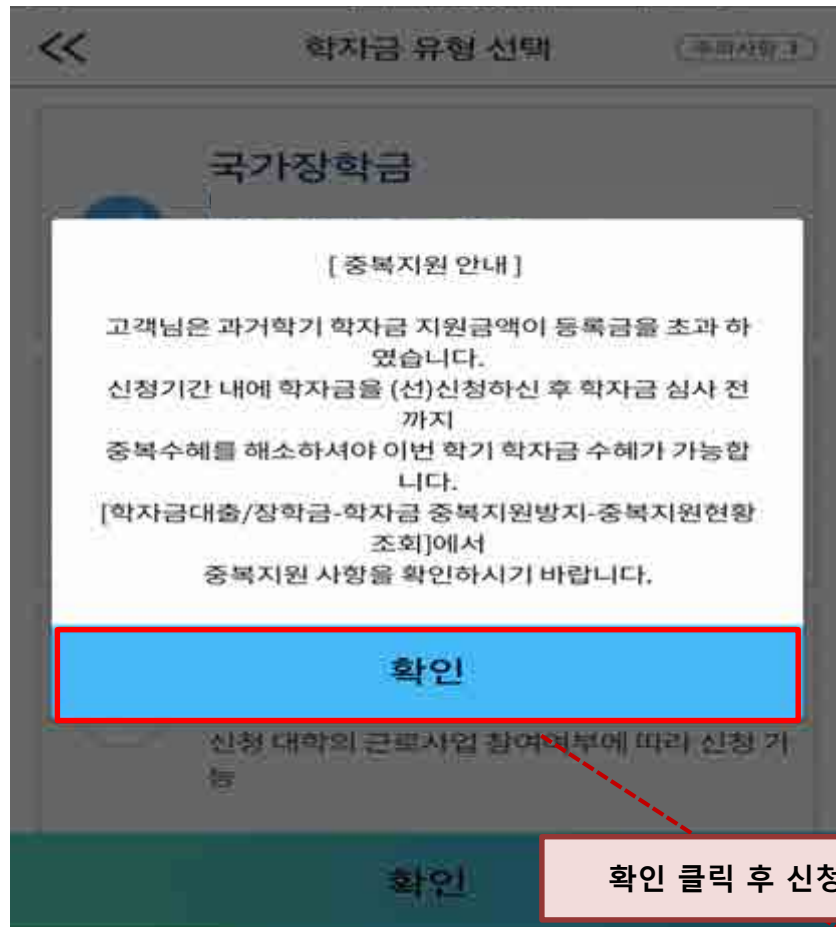 <<
학자금 유형 선택
국가장학금
[ 중복지원 안내 ]
고객님은 과거학기 학자금 지원금액이 등록금을 초과 하
였습니다.
신청기간 내에 학자금을 (선)신청하신 후 학자금 심사 전
까지
중복수혜를 해소하셔야 이번 학기 학자금 수혜가 가능합
니다.
[학자금대출/장학금-학자금 중복지원방지-중복지원현황
조회]에서
중복지원 사항을 확인하시기 바랍니다.
확인
신청 대학의 근로사업 참여여부에 따라 신청 가
능
확인
확인 클릭 후 신청